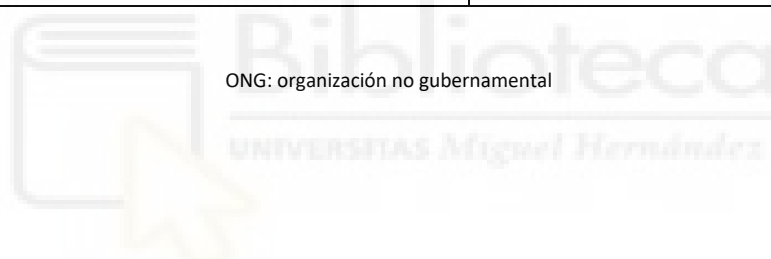 Biblioteca
ONG: organización no gubernamental
UNIVERSITAS Miguel Hernández